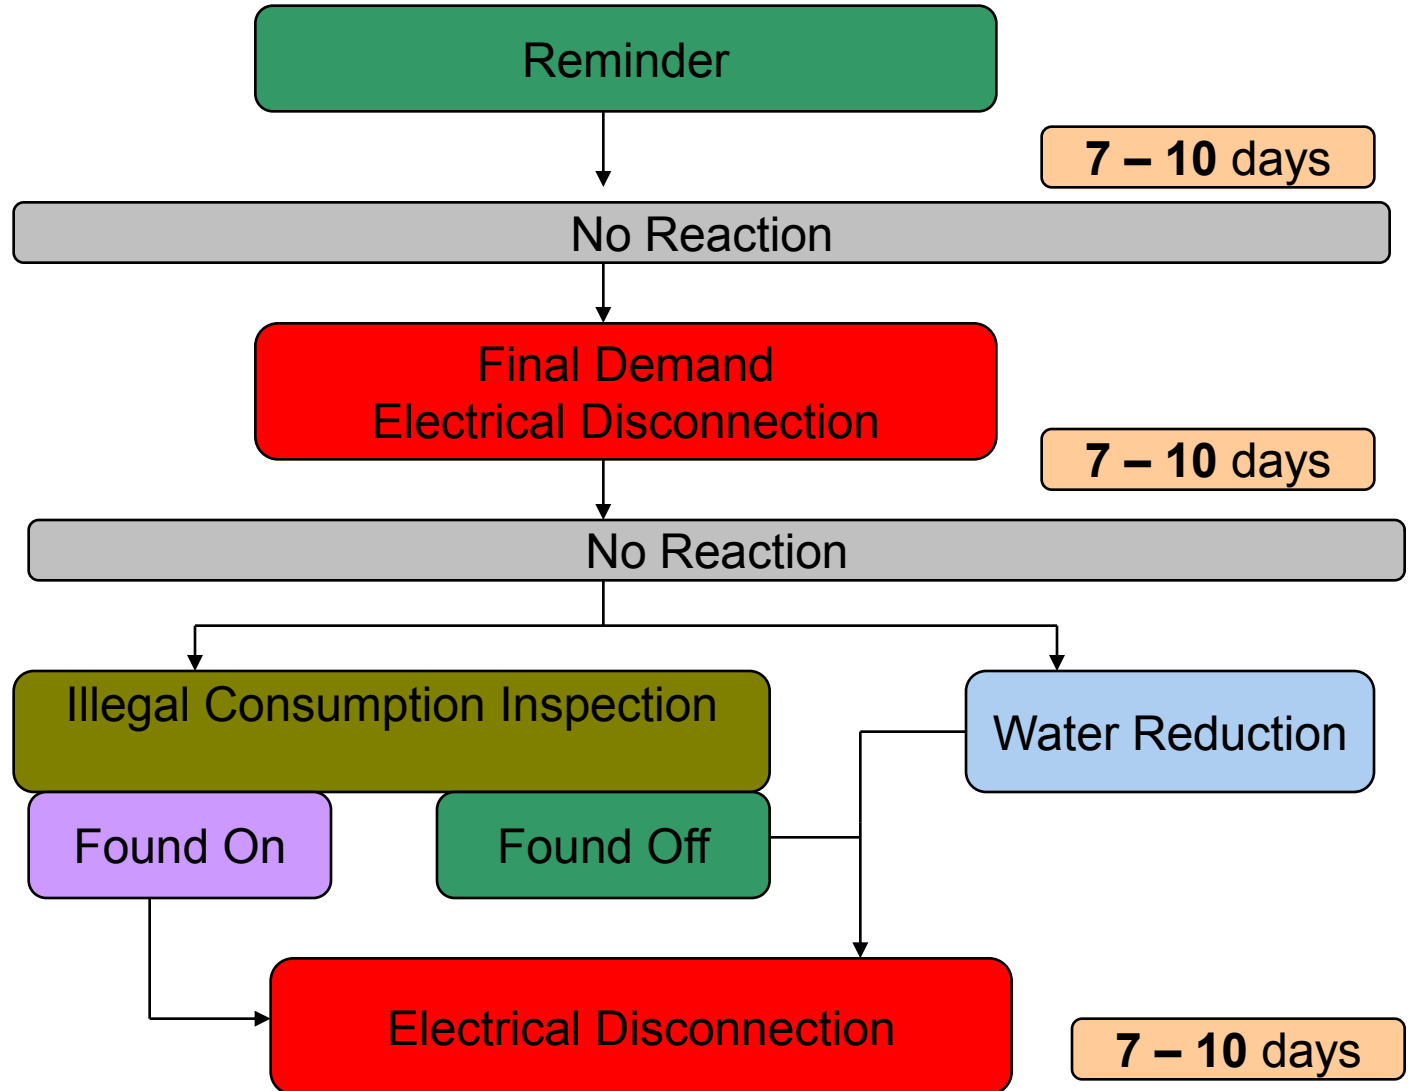 Reminder
7 – 10 days
No Reaction
Final Demand
Electrical Disconnection
7 – 10 days
No Reaction
Illegal Consumption Inspection
Water Reduction
Found On
Found Off
Electrical Disconnection
7 – 10 days